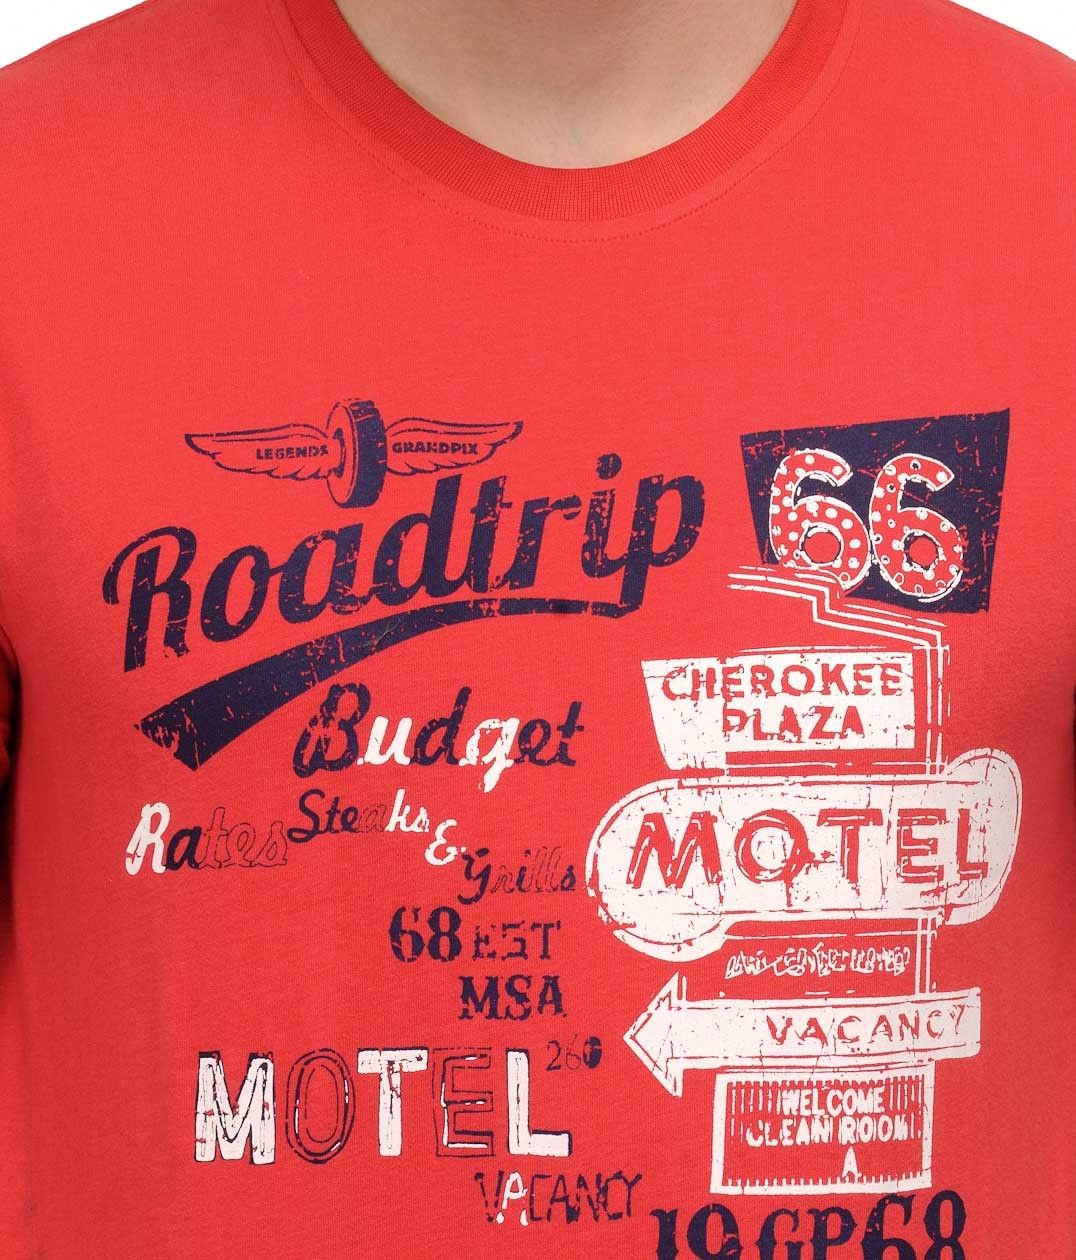 LEGENDS GRANDPIX
Roadtrip
66
Budget
Rates Steaks &
Grills
68 EST
MSA
MOTEL 260
VACANCY
CHEROKEE
PLAZA
MOTEL
VACANCY
WELCOME
CLEAN ROOM
A
19 GP68